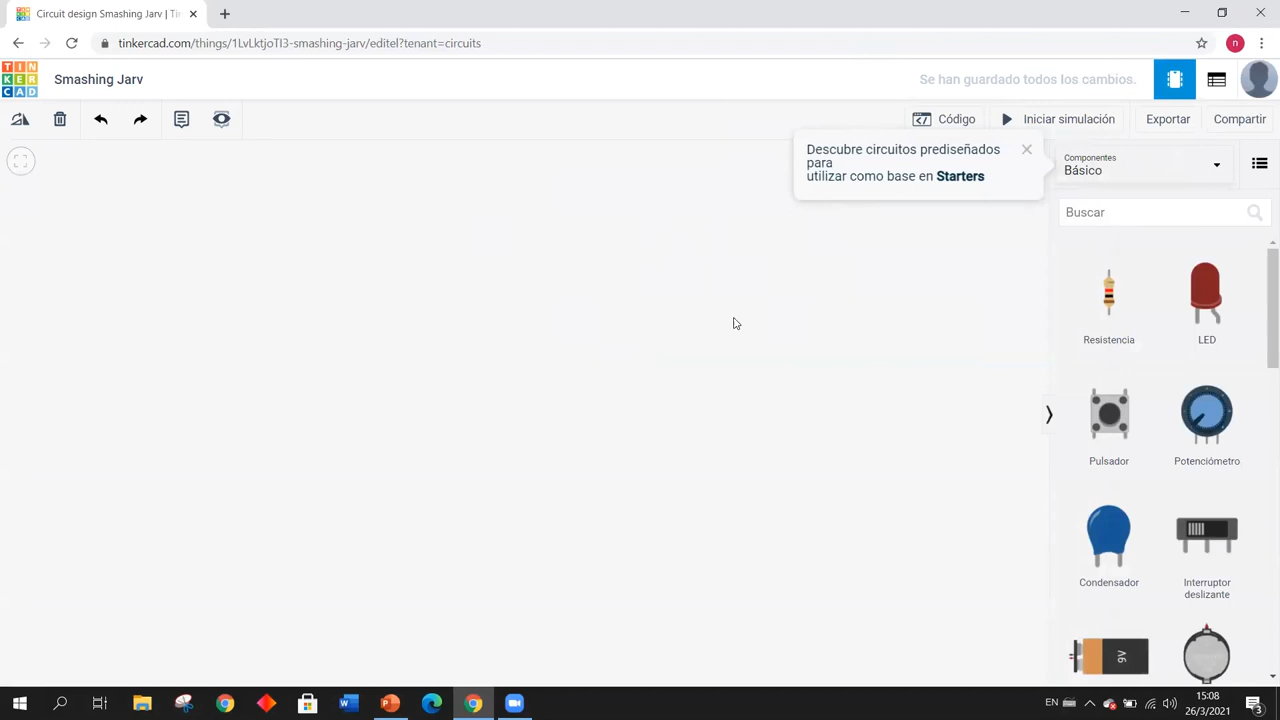 Circuit design Smashing Jarv | Tin
tinkercad.com/things/1LvLktjoTI3-smashing-jarv/editel?tenant=circuits
n
TIN
KER
CAD
Smashing Jarv
Se han guardado todos los cambios.
Código
Iniciar simulación
Exportar
Compartir
Descubre circuitos prediseñados
para
utilizar como base en Starters
Componentes
Básico
Buscar
Resistencia
LED
Pulsador
Potenciómetro
Condensador
Interruptor
deslizante
9V
EN
15:08
26/3/2021
3